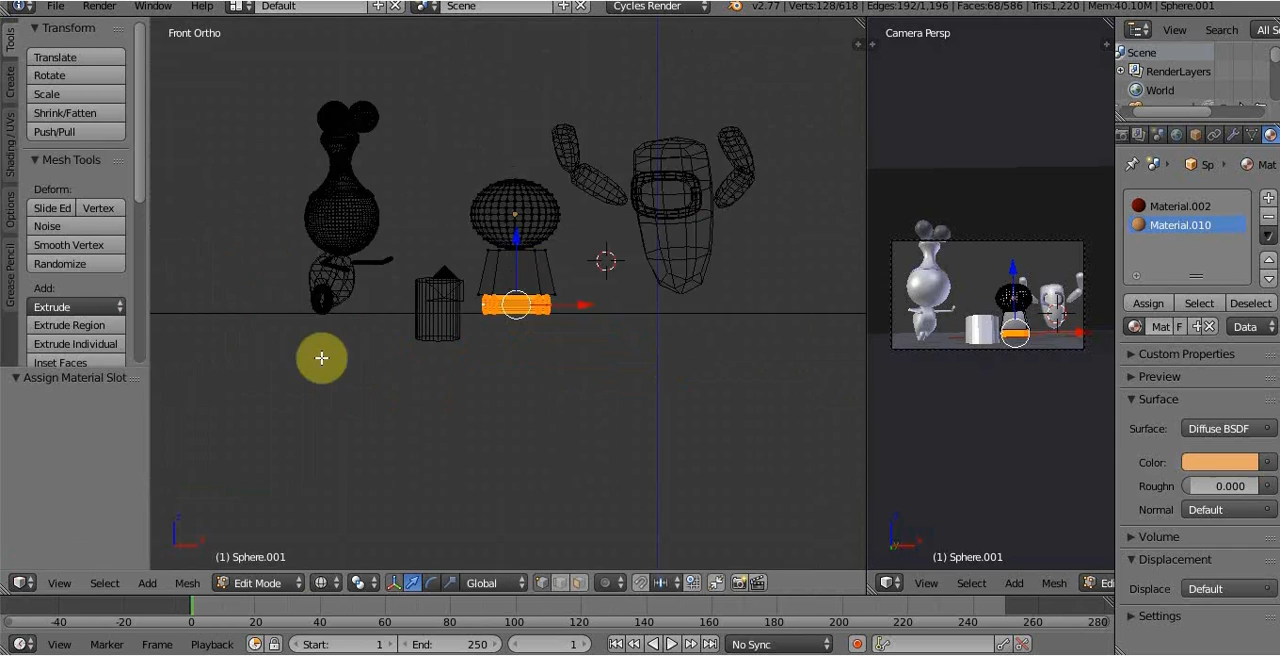 File Render Window Help Default Scene Cycles Render v2.77 | Verts:128/618 | Edges:192/1,196 | Faces:68/586 | Tris:1,220 | Mem:40.10M | Sphere.001
Tools
Create
Shading / UVs
Options
Grease Pencil
Transform
Translate
Rotate
Scale
Shrink/Fatten
Push/Pull
Mesh Tools
Deform:
Slide Ed Vertex
Noise
Smooth Vertex
Randomize
Add:
Extrude
Extrude Region
Extrude Individual
Inset Faces
Assign Material Slot
Front Ortho
(1) Sphere.001
Camera Persp
(1) Sphere.001
View Search All S
Scene
RenderLayers
World
Sp Mat
Material.002
Material.010
Assign Select Deselect
Mat F Data
Custom Properties
Preview
Surface
Surface: Diffuse BSDF
Color:
Roughn 0.000
Normal Default
Volume
Displacement
Displace Default
Settings
View Select Add Mesh Edit Mode Global
View Select Add Mesh Ed
-40 -20 0 20 40 60 80 100 120 140 160 180 200 220 240 260 280
View Marker Frame Playback Start: 1 End: 250 1 No Sync